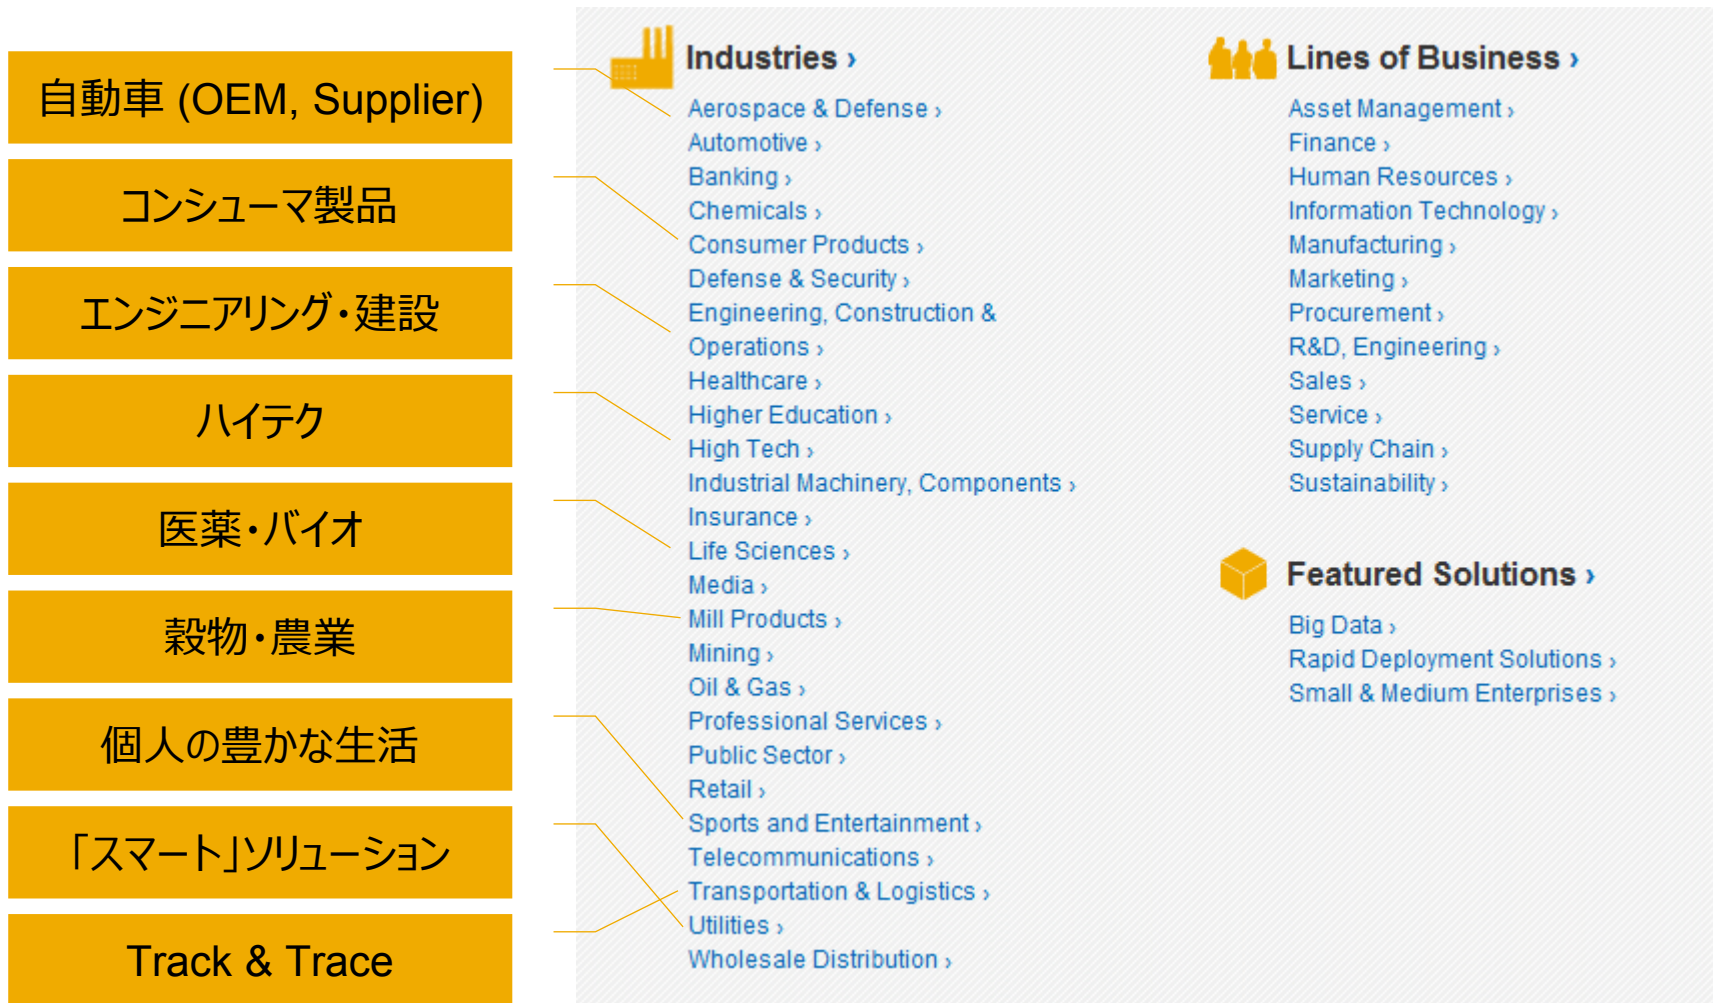 自動車 (OEM, Supplier)
コンシューマ製品
エンジニアリング・建設
ハイテク
医薬・バイオ
穀物・農業
個人の豊かな生活
「スマート」ソリューション
Track & Trace
Industries ›
Aerospace & Defense ›
Automotive ›
Banking ›
Chemicals ›
Consumer Products ›
Defense & Security ›
Engineering, Construction &
Operations ›
Healthcare ›
Higher Education ›
High Tech ›
Industrial Machinery, Components ›
Insurance ›
Life Sciences ›
Media ›
Mill Products ›
Mining ›
Oil & Gas ›
Professional Services ›
Public Sector ›
Retail ›
Sports and Entertainment ›
Telecommunications ›
Transportation & Logistics ›
Utilities ›
Wholesale Distribution ›
Lines of Business ›
Asset Management ›
Finance ›
Human Resources ›
Information Technology ›
Manufacturing ›
Marketing ›
Procurement ›
R&D, Engineering ›
Sales ›
Service ›
Supply Chain ›
Sustainability ›
Featured Solutions ›
Big Data ›
Rapid Deployment Solutions ›
Small & Medium Enterprises ›